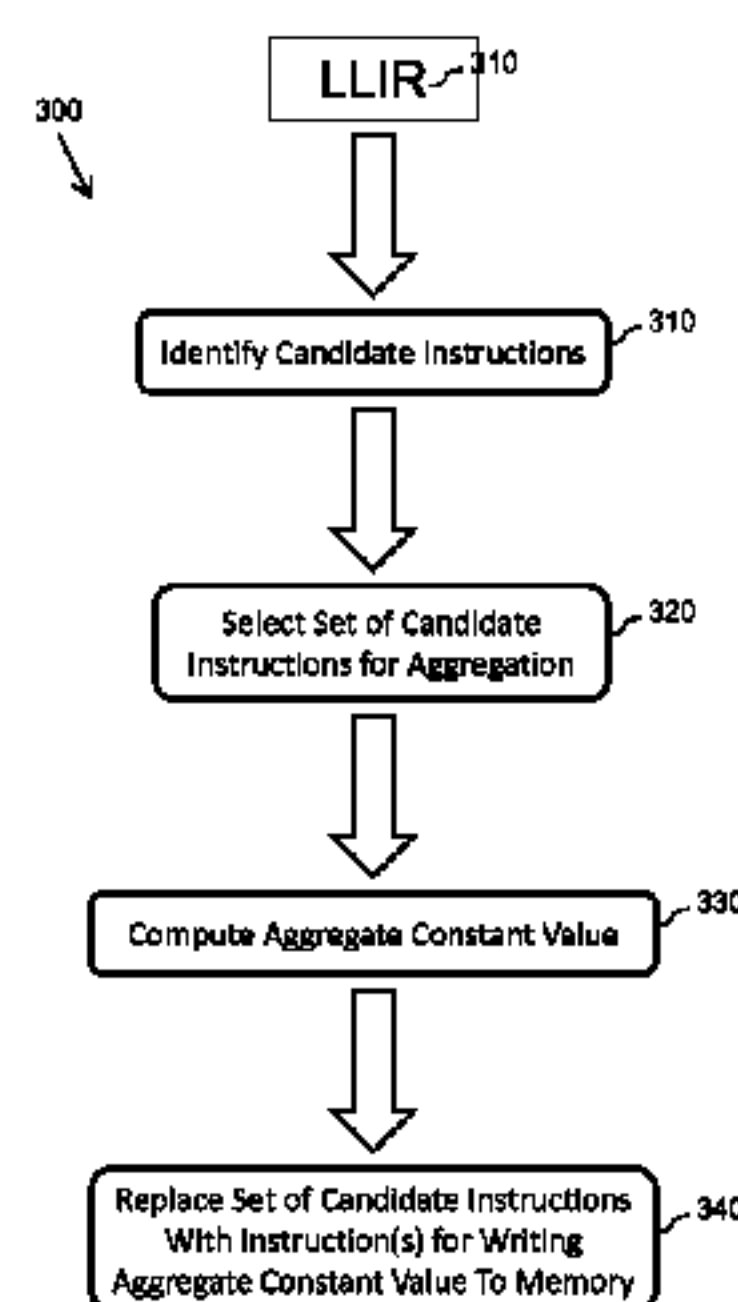 LLIR
310
300
Identify Candidate Instructions
310
Select Set of Candidate
Instructions for Aggregation
320
Compute Aggregate Constant Value
330
Replace Set of Candidate Instructions
With Instruction(s) for Writing
Aggregate Constant Value To Memory
340